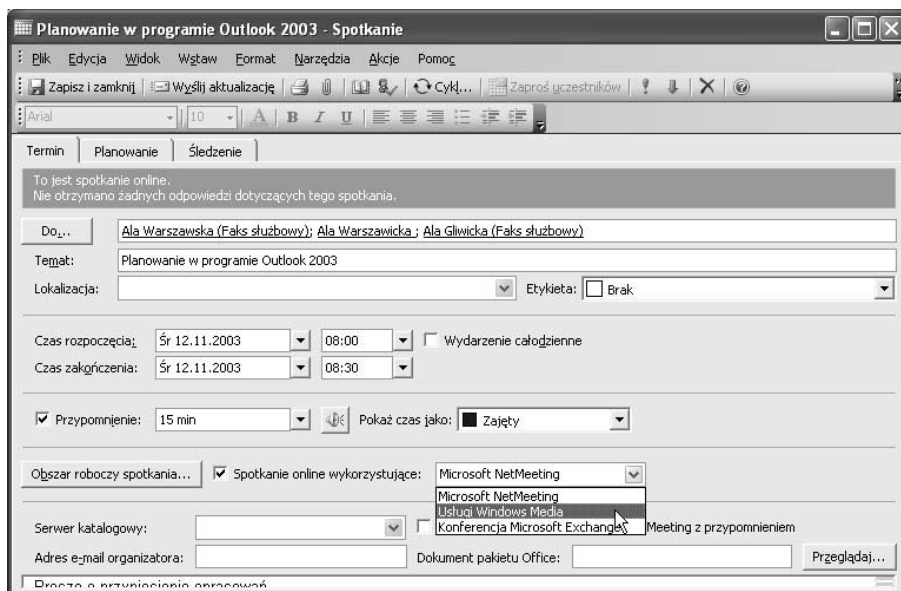 Planowanie w programie Outlook 2003 - Spotkanie
Plik Edycja Widok Wstaw Format Narzędzia Akcje Pomoc
Zapisz i zamknij Wyślij aktualizację Cykl... Zaproś uczestników
Arial 10 A B I U
Termin Planowanie Śledzenie
To jest spotkanie online.
Nie otrzymano żadnych odpowiedzi dotyczących tego spotkania.
Do... Ala Warszawska (Faks służbowy); Ala Warszawicka ; Ala Gliwicka (Faks służbowy)
Temat: Planowanie w programie Outlook 2003
Lokalizacja: Etykieta: Brak
Czas rozpoczęcia: Śr 12.11.2003 08:00 Wydarzenie całodzienne
Czas zakończenia: Śr 12.11.2003 08:30
Przypomnienie: 15 min Pokaż czas jako: Zajęty
Obszar roboczy spotkania... Spotkanie online wykorzystujące: Microsoft NetMeeting
Microsoft NetMeeting
Usługi Windows Media
Serwer katalogowy: Konferencja Microsoft Exchange Meeting z przypomnieniem
Adres e-mail organizatora: Dokument pakietu Office: Przeglądaj...
Proszę o przyniesienie opracowań